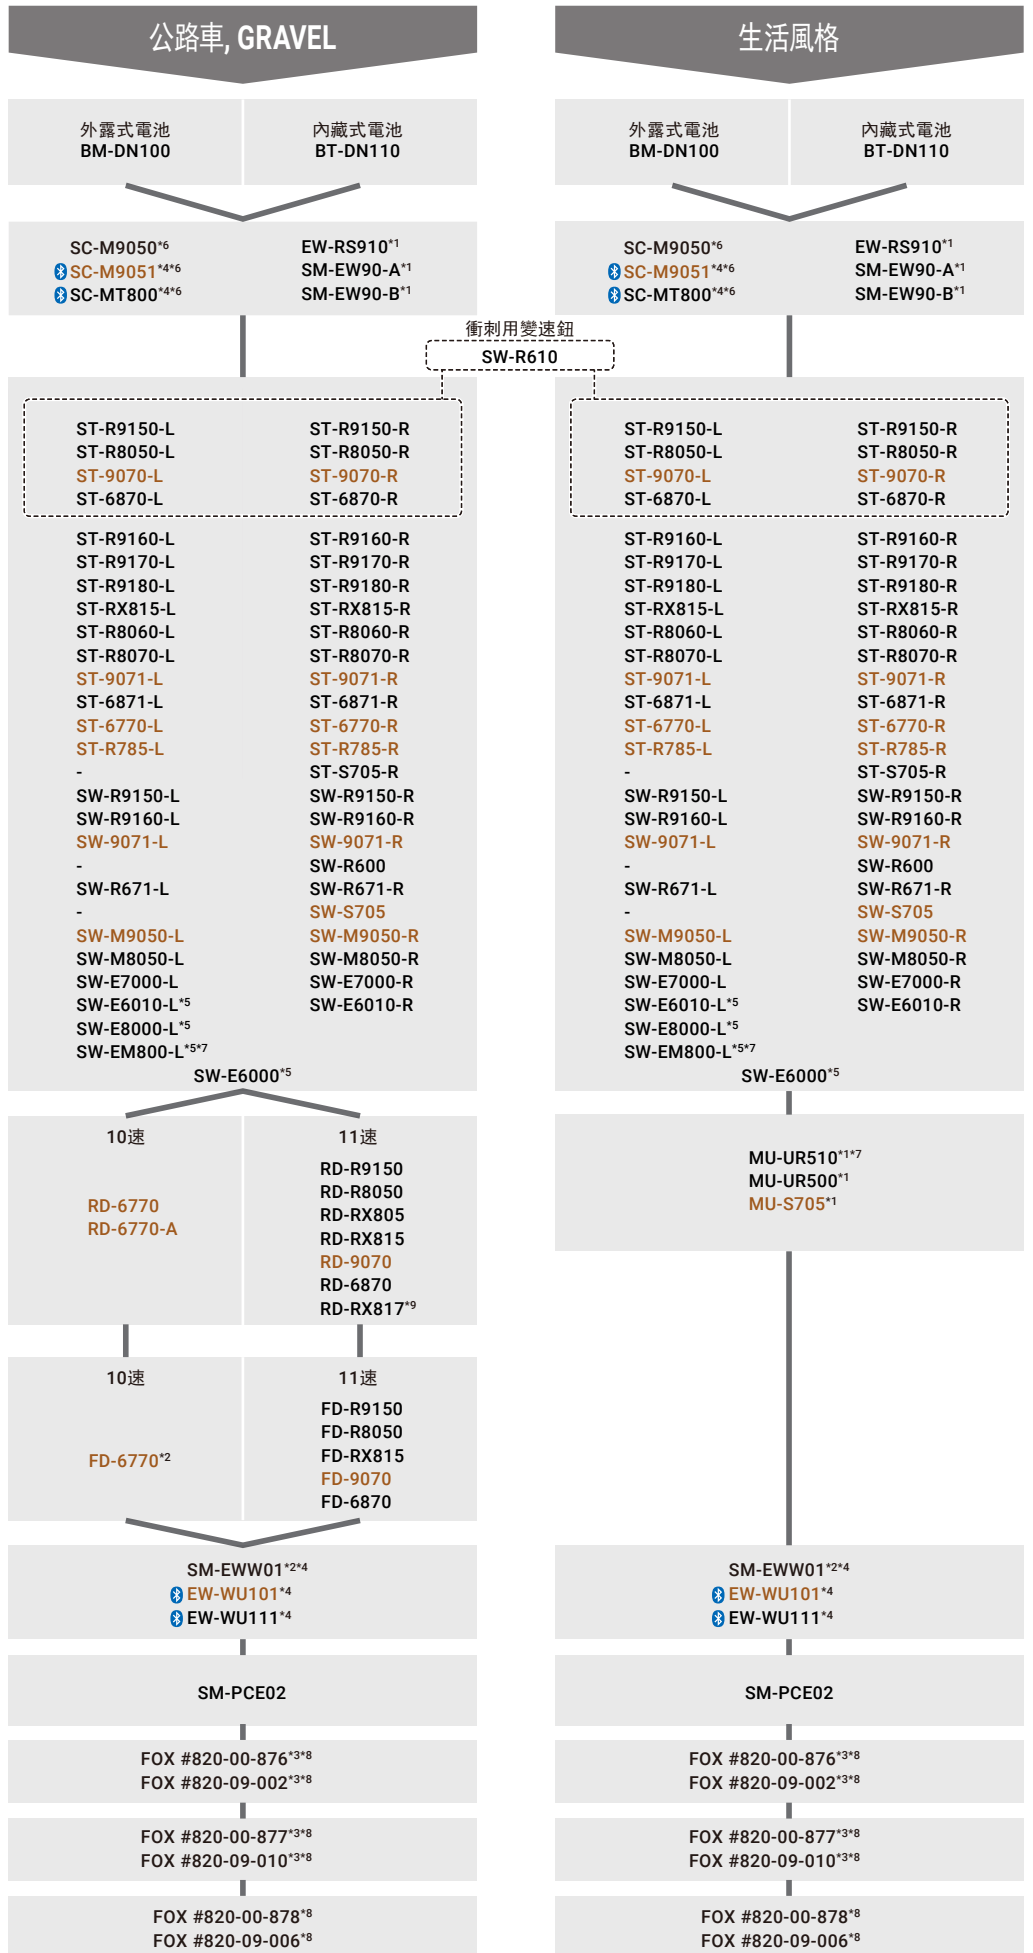 公路車, GRAVEL
外露式電池
BM-DN100
內藏式電池
BT-DN110
SC-M9050*6
SC-M9051*4*6
SC-MT800*4*6
EW-RS910*1
SM-EW90-A*1
SM-EW90-B*1
衝刺用變速鈕
SW-R610
ST-R9150-L ST-R9150-R
ST-R8050-L ST-R8050-R
ST-9070-L ST-9070-R
ST-6870-L ST-6870-R
ST-R9160-L ST-R9160-R
ST-R9170-L ST-R9170-R
ST-R9180-L ST-R9180-R
ST-RX815-L ST-RX815-R
ST-R8060-L ST-R8060-R
ST-R8070-L ST-R8070-R
ST-9071-L ST-9071-R
ST-6871-L ST-6871-R
ST-6770-L ST-6770-R
ST-R785-L ST-R785-R
- ST-S705-R
SW-R9150-L SW-R9150-R
SW-R9160-L SW-R9160-R
SW-9071-L SW-9071-R
- SW-R600
SW-R671-L SW-R671-R
- SW-S705
SW-M9050-L SW-M9050-R
SW-M8050-L SW-M8050-R
SW-E7000-L SW-E7000-R
SW-E6010-L*5 SW-E6010-R
SW-E8000-L*5
SW-EM800-L*5*7
SW-E6000*5
10速
RD-6770
RD-6770-A
11速
RD-R9150
RD-R8050
RD-RX805
RD-RX815
RD-9070
RD-6870
RD-RX817*9
10速
FD-6770*2
11速
FD-R9150
FD-R8050
FD-RX815
FD-9070
FD-6870
SM-EWW01*2*4
EW-WU101*4
EW-WU111*4
SM-PCE02
FOX #820-00-876*3*8
FOX #820-09-002*3*8
FOX #820-00-877*3*8
FOX #820-09-010*3*8
FOX #820-00-878*8
FOX #820-09-006*8
生活風格
外露式電池
BM-DN100
內藏式電池
BT-DN110
SC-M9050*6
SC-M9051*4*6
SC-MT800*4*6
EW-RS910*1
SM-EW90-A*1
SM-EW90-B*1
ST-R9150-L ST-R9150-R
ST-R8050-L ST-R8050-R
ST-9070-L ST-9070-R
ST-6870-L ST-6870-R
ST-R9160-L ST-R9160-R
ST-R9170-L ST-R9170-R
ST-R9180-L ST-R9180-R
ST-RX815-L ST-RX815-R
ST-R8060-L ST-R8060-R
ST-R8070-L ST-R8070-R
ST-9071-L ST-9071-R
ST-6871-L ST-6871-R
ST-6770-L ST-6770-R
ST-R785-L ST-R785-R
- ST-S705-R
SW-R9150-L SW-R9150-R
SW-R9160-L SW-R9160-R
SW-9071-L SW-9071-R
- SW-R600
SW-R671-L SW-R671-R
- SW-S705
SW-M9050-L SW-M9050-R
SW-M8050-L SW-M8050-R
SW-E7000-L SW-E7000-R
SW-E6010-L*5 SW-E6010-R
SW-E8000-L*5
SW-EM800-L*5*7
SW-E6000*5
MU-UR510*1*7
MU-UR500*1
MU-S705*1
SM-EWW01*2*4
EW-WU101*4
EW-WU111*4
SM-PCE02
FOX #820-00-876*3*8
FOX #820-09-002*3*8
FOX #820-00-877*3*8
FOX #820-09-010*3*8
FOX #820-00-878*8
FOX #820-09-006*8